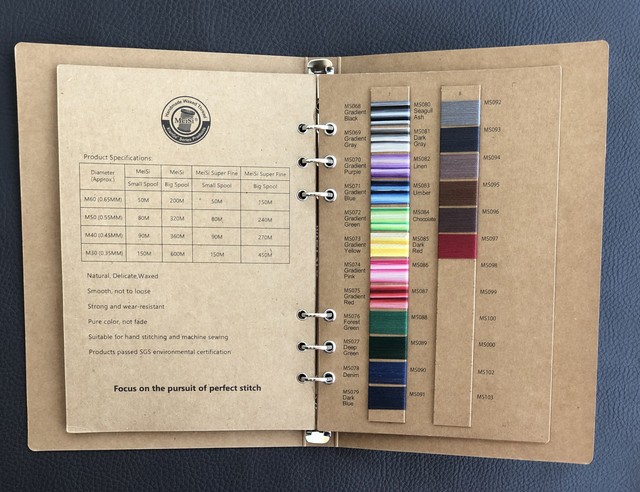 Handmade Waxed Thread
MeiSi
Product Specifications:
Diameter (Approx) MeiSi MeiSi MeiSi Super Fine MeiSi Super Fine
Small Spool Big Spool Small Spool Big Spool
M60 (0.65MM) 50M 200M 50M 150M
M50 (0.55MM) 80M 320M 80M 240M
M40 (0.45MM) 90M 360M 90M 270M
M30 (0.35MM) 150M 600M 150M 450M
Natural, Delicate,Waxed
Smooth, not to loose
Strong and wear-resistant
Pure color, not fade
Suitable for hand stitching and machine sewing
Products passed SGS environmental certification
Focus on the pursuit of perfect stitch
MS068
Gradient
Black
MS069
Gradient
Gray
MS070
Gradient
Purple
MS071
Gradient
Blue
MS072
Gradient
Green
MS073
Gradient
Yellow
MS074
Gradient
Pink
MS075
Gradient
Red
MS076
Forest
Green
MS077
Deep
Green
MS078
Denim
MS079
Dark
Blue
MS080
Seagull
Ash
MS081
Dark
Gray
MS082
Linen
MS083
Umber
MS084
Chocolate
MS085
Dark
Red
MS086
MS087
MS088
MS089
MS090
MS091
MS092
MS093
MS094
MS095
MS096
MS097
MS098
MS099
MS100
MS000
MS102
MS103